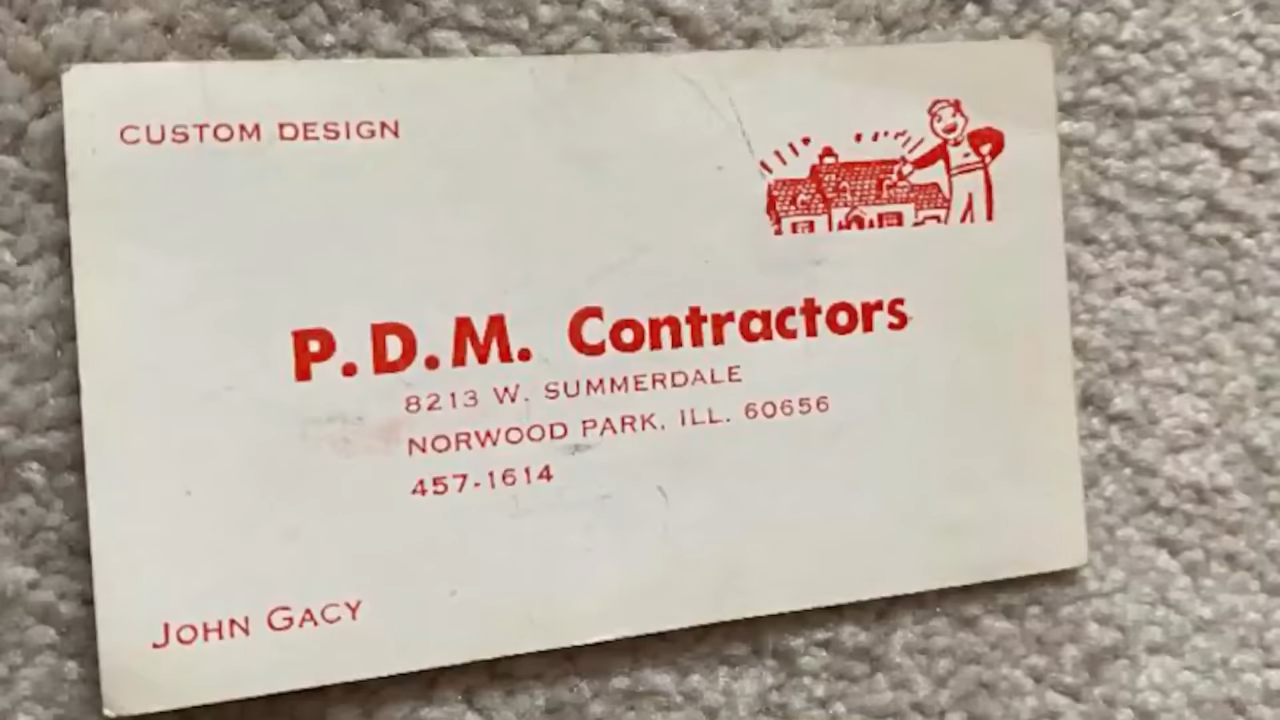 CUSTOM DESIGN
P.D.M. Contractors
8213 W. SUMMERDALE
NORWOOD PARK, ILL. 60656
457-1614
JOHN GACY